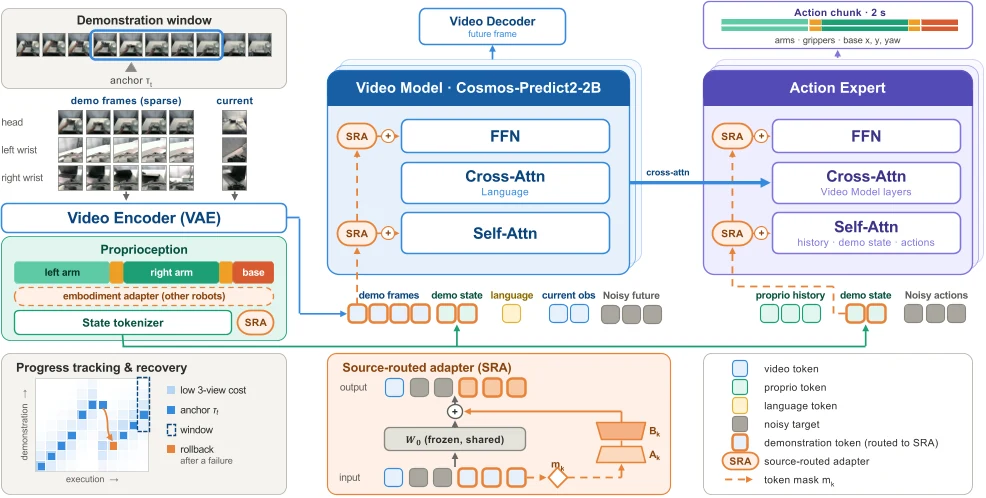 Demonstration window
anchor τt
demo frames (sparse)
current
head
left wrist
right wrist
Video Encoder (VAE)
Proprioception
left arm
right arm
base
embodiment adapter (other robots)
State tokenizer
SRA
Video Decoder
future frame
Video Model · Cosmos-Predict2-2B
SRA
+
FFN
Cross-Attn
Language
SRA
+
Self-Attn
demo frames
demo state
language
current obs
Noisy future
cross-attn
Action chunk · 2 s
arms · grippers · base x, y, yaw
Action Expert
SRA
+
FFN
Cross-Attn
Video Model layers
SRA
+
Self-Attn
history · demo state · actions
proprio history
demo state
Noisy actions
Progress tracking & recovery
demonstration →
execution →
low 3-view cost
anchor τt
window
rollback
after a failure
Source-routed adapter (SRA)
output
+
W0 (frozen, shared)
Bk
Ak
mk
input
video token
proprio token
language token
noisy target
demonstration token (routed to SRA)
SRA
source-routed adapter
token mask mk